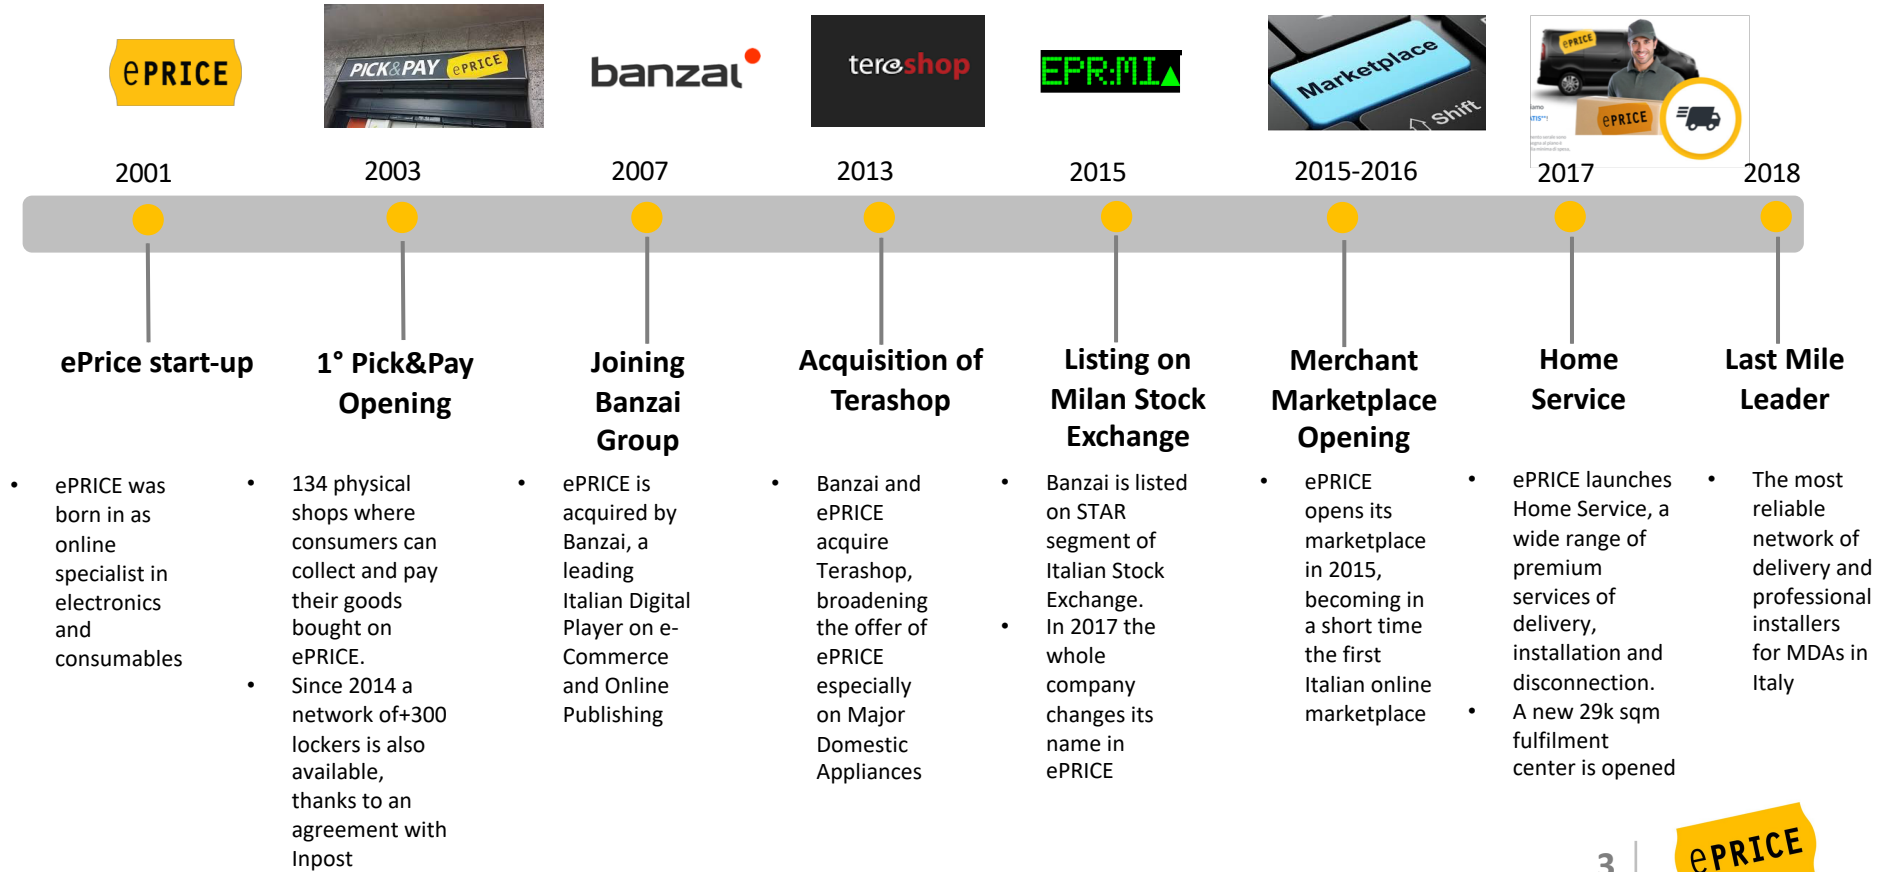 ePRICE
PICK&PAY ePRICE
banzai
terashop
EPR:MI▲
Marketplace
Shift
ePRICE
ePRICE
2001
2003
2007
2013
2015
2015-2016
2017
2018
ePrice start-up
• ePRICE was
born in as
online
specialist in
electronics
and
consumables
1° Pick&Pay
Opening
• 134 physical
shops where
consumers can
collect and pay
their goods
bought on
ePRICE.
• Since 2014 a
network of+300
lockers is also
available,
thanks to an
agreement with
Inpost
Joining
Banzai
Group
• ePRICE is
acquired by
Banzai, a
leading
Italian Digital
Player on e-
Commerce
and Online
Publishing
Acquisition of
Terashop
• Banzai and
ePRICE
acquire
Terashop,
broadening
the offer of
ePRICE
especially
on Major
Domestic
Appliances
Listing on
Milan Stock
Exchange
• Banzai is listed
on STAR
segment of
Italian Stock
Exchange.
• In 2017 the
whole
company
changes its
name in
ePRICE
Merchant
Marketplace
Opening
• ePRICE
opens its
marketplace
in 2015,
becoming in
a short time
the first
Italian online
marketplace
Home
Service
• ePRICE launches
Home Service, a
wide range of
premium
services of
delivery,
installation and
disconnection.
• A new 29k sqm
fulfilment
center is opened
Last Mile
Leader
• The most
reliable
network of
delivery and
professional
installers
for MDAs in
Italy
3
ePRICE